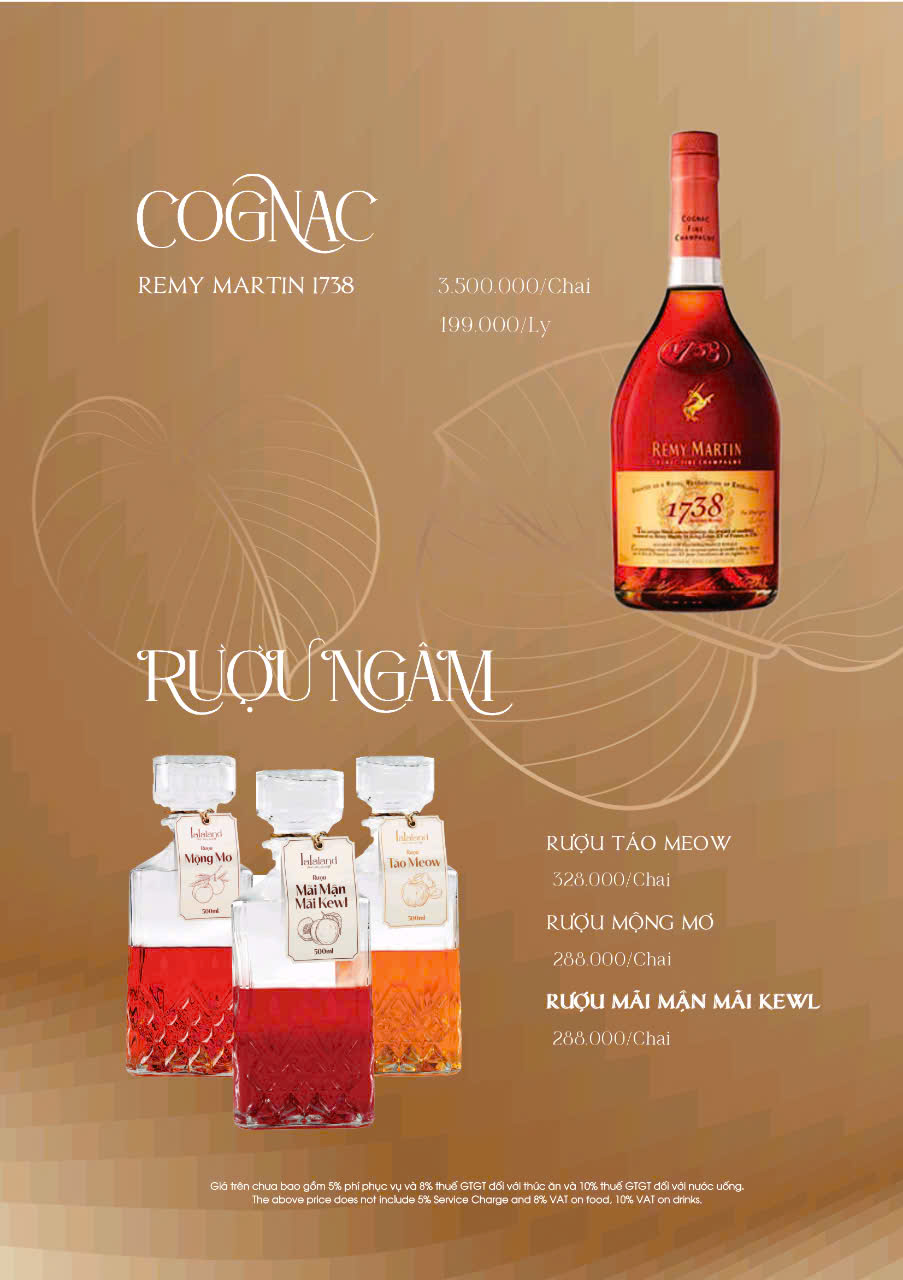 COGNAC
REMY MARTIN 1738
3.500.000/Chai
199.000/Ly
COGNAC
FINE
CHAMPAGNE
1738
REMY MARTIN
COGNAC FINE CHAMPAGNE
1738
RƯỢU NGÂM
lalaland
Rượu
Mộng Mơ
500ml
lalaland
Rượu
Mãi Mận
Mãi Kewl
500ml
lalaland
Rượu
Táo Meow
500ml
RƯỢU TÁO MEOW
328.000/Chai
RƯỢU MỘNG MƠ
288.000/Chai
RƯỢU MÃI MẬN MÃI KEWL
288.000/Chai
Giá trên chưa bao gồm 5% phí phục vụ và 8% thuế GTGT đối với thức ăn và 10% thuế GTGT đối với nước uống.
The above price does not include 5% Service Charge and 8% VAT on food, 10% VAT on drinks.